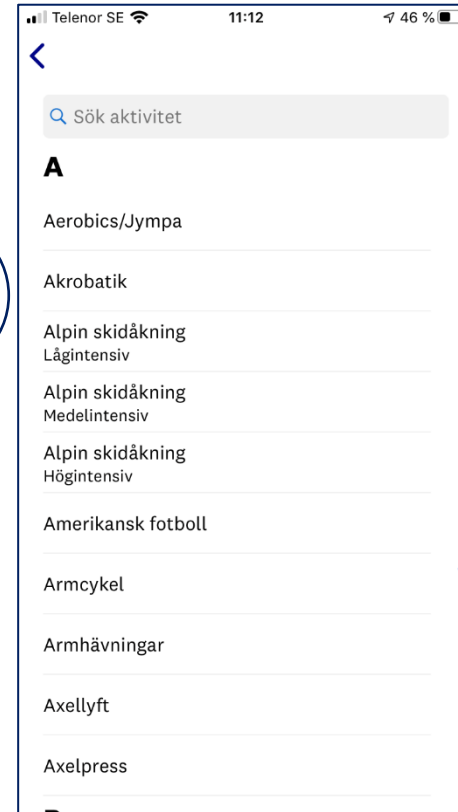 Telenor SE 11:12 46 %
Sök aktivitet
A
Aerobics/Jympa
Akrobatik
Alpin skidåkning
Lågintensiv
Alpin skidåkning
Medelintensiv
Alpin skidåkning
Högintensiv
Amerikansk fotboll
Armcykel
Armhävningar
Axellyft
Axelpress